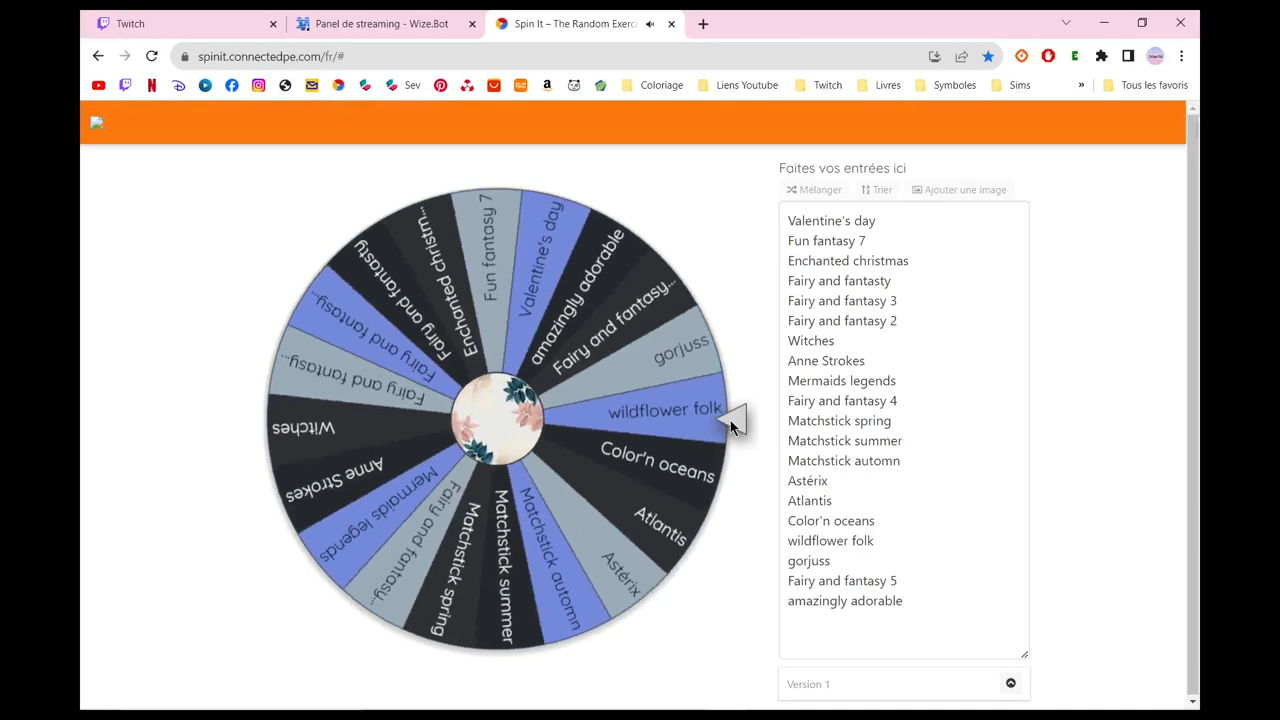 Twitch
Panel de streaming - Wize.Bot
Spin It – The Random Exerci
spinit.connectedpe.com/fr/#
Sev
Coloriage
Liens Youtube
Twitch
Livres
Symboles
Sims
»
Tous les favoris
Faites vos entrées ici
Mélanger
Trier
Ajouter une image
Valentine's day
Fun fantasy 7
Enchanted christmas
Fairy and fantasty
Fairy and fantasy 3
Fairy and fantasy 2
Witches
Anne Strokes
Mermaids legends
Fairy and fantasy 4
Matchstick spring
Matchstick summer
Matchstick automn
Astérix
Atlantis
Color'n oceans
wildflower folk
gorjuss
Fairy and fantasy 5
amazingly adorable
Version 1
Fun fantasy 7
Valentine's day
amazingly adorable
Fairy and fantasy...
gorjuss
wildflower folk
Color'n oceans
Atlantis
Astérix
Matchstick automn
Matchstick summer
Matchstick spring
Fairy and fantasy...
Mermaids legends
Anne Strokes
Witches
Fairy and fantasy...
Fairy and fantasy...
Fairy and fantasty
Enchanted christm...